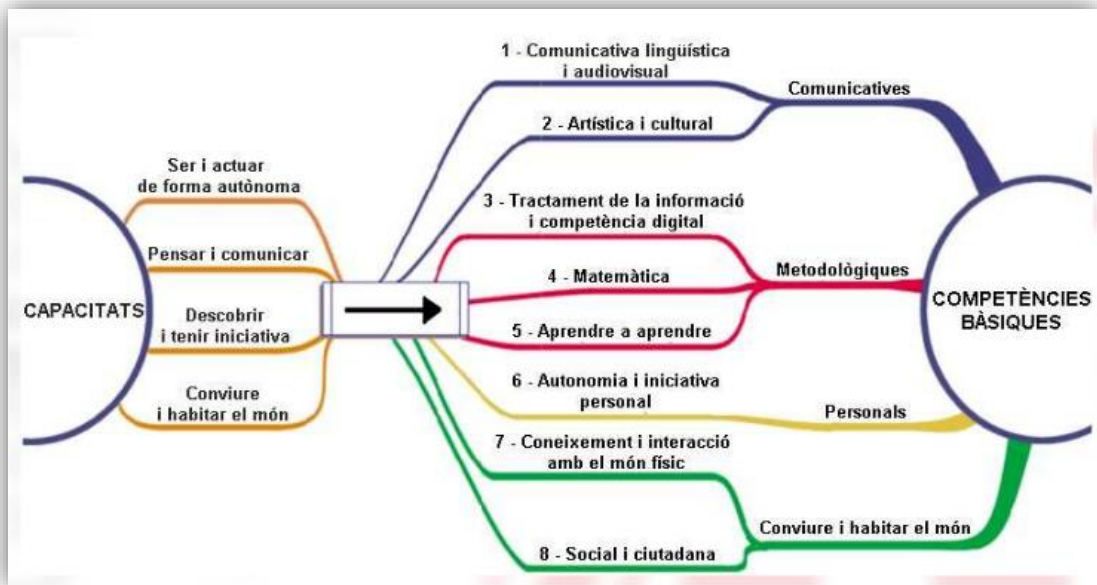 CAPACITATS
Ser i actuar
de forma autònoma
Pensar i comunicar
Descobrir
i tenir iniciativa
Conviure
i habitar el món
1 - Comunicativa lingüística
i audiovisual
2 - Artística i cultural
Comunicatives
3 - Tractament de la informació
i competència digital
4 - Matemàtica
5 - Aprendre a aprendre
Metodològiques
6 - Autonomia i iniciativa
personal
Personals
7 - Coneixement i interacció
amb el món físic
8 - Social i ciutadana
Conviure i habitar el món
COMPETÈNCIES
BÀSIQUES